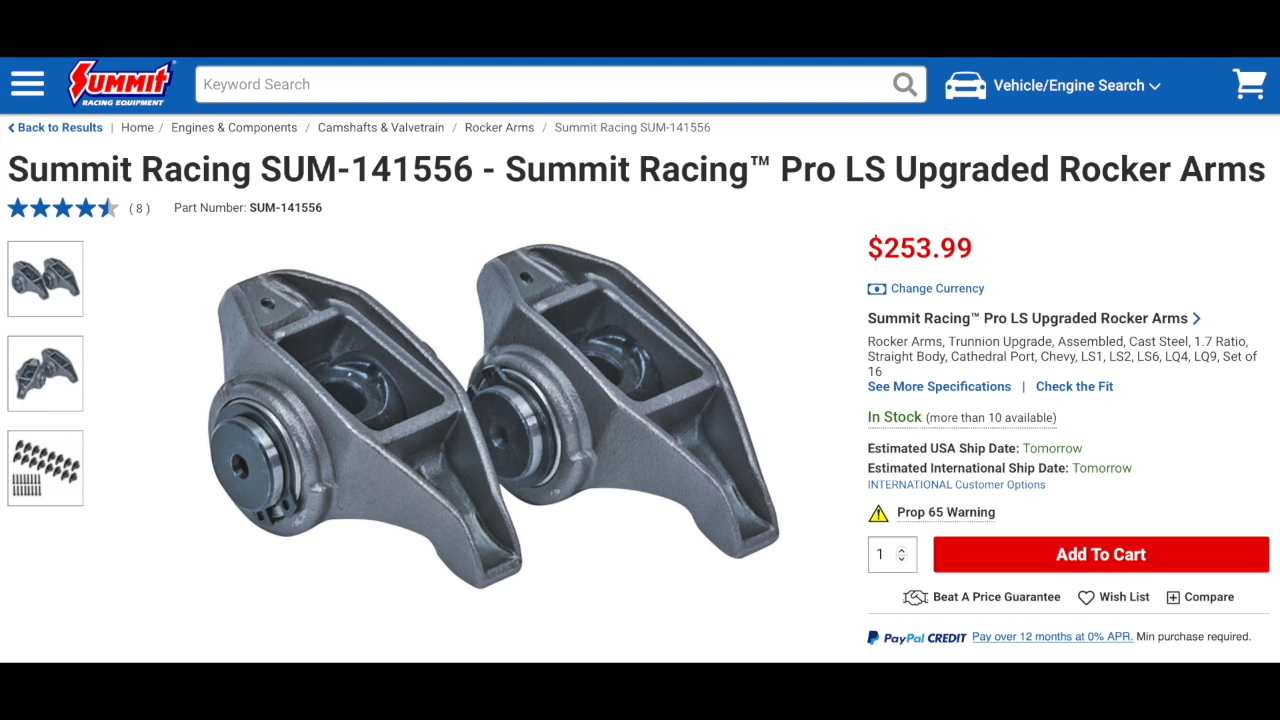 SUMMIT
RACING EQUIPMENT
Keyword Search
Vehicle/Engine Search
Back to Results | Home / Engines & Components / Camshafts & Valvetrain / Rocker Arms / Summit Racing SUM-141556
Summit Racing SUM-141556 - Summit Racing™ Pro LS Upgraded Rocker Arms
( 8 ) Part Number: SUM-141556
$253.99
Change Currency
Summit Racing™ Pro LS Upgraded Rocker Arms
Rocker Arms, Trunnion Upgrade, Assembled, Cast Steel, 1.7 Ratio,
Straight Body, Cathedral Port, Chevy, LS1, LS2, LS6, LQ4, LQ9, Set of
16
See More Specifications | Check the Fit
In Stock (more than 10 available)
Estimated USA Ship Date: Tomorrow
Estimated International Ship Date: Tomorrow
INTERNATIONAL Customer Options
Prop 65 Warning
1 Add To Cart
Beat A Price Guarantee Wish List Compare
PayPal CREDIT Pay over 12 months at 0% APR. Min purchase required.